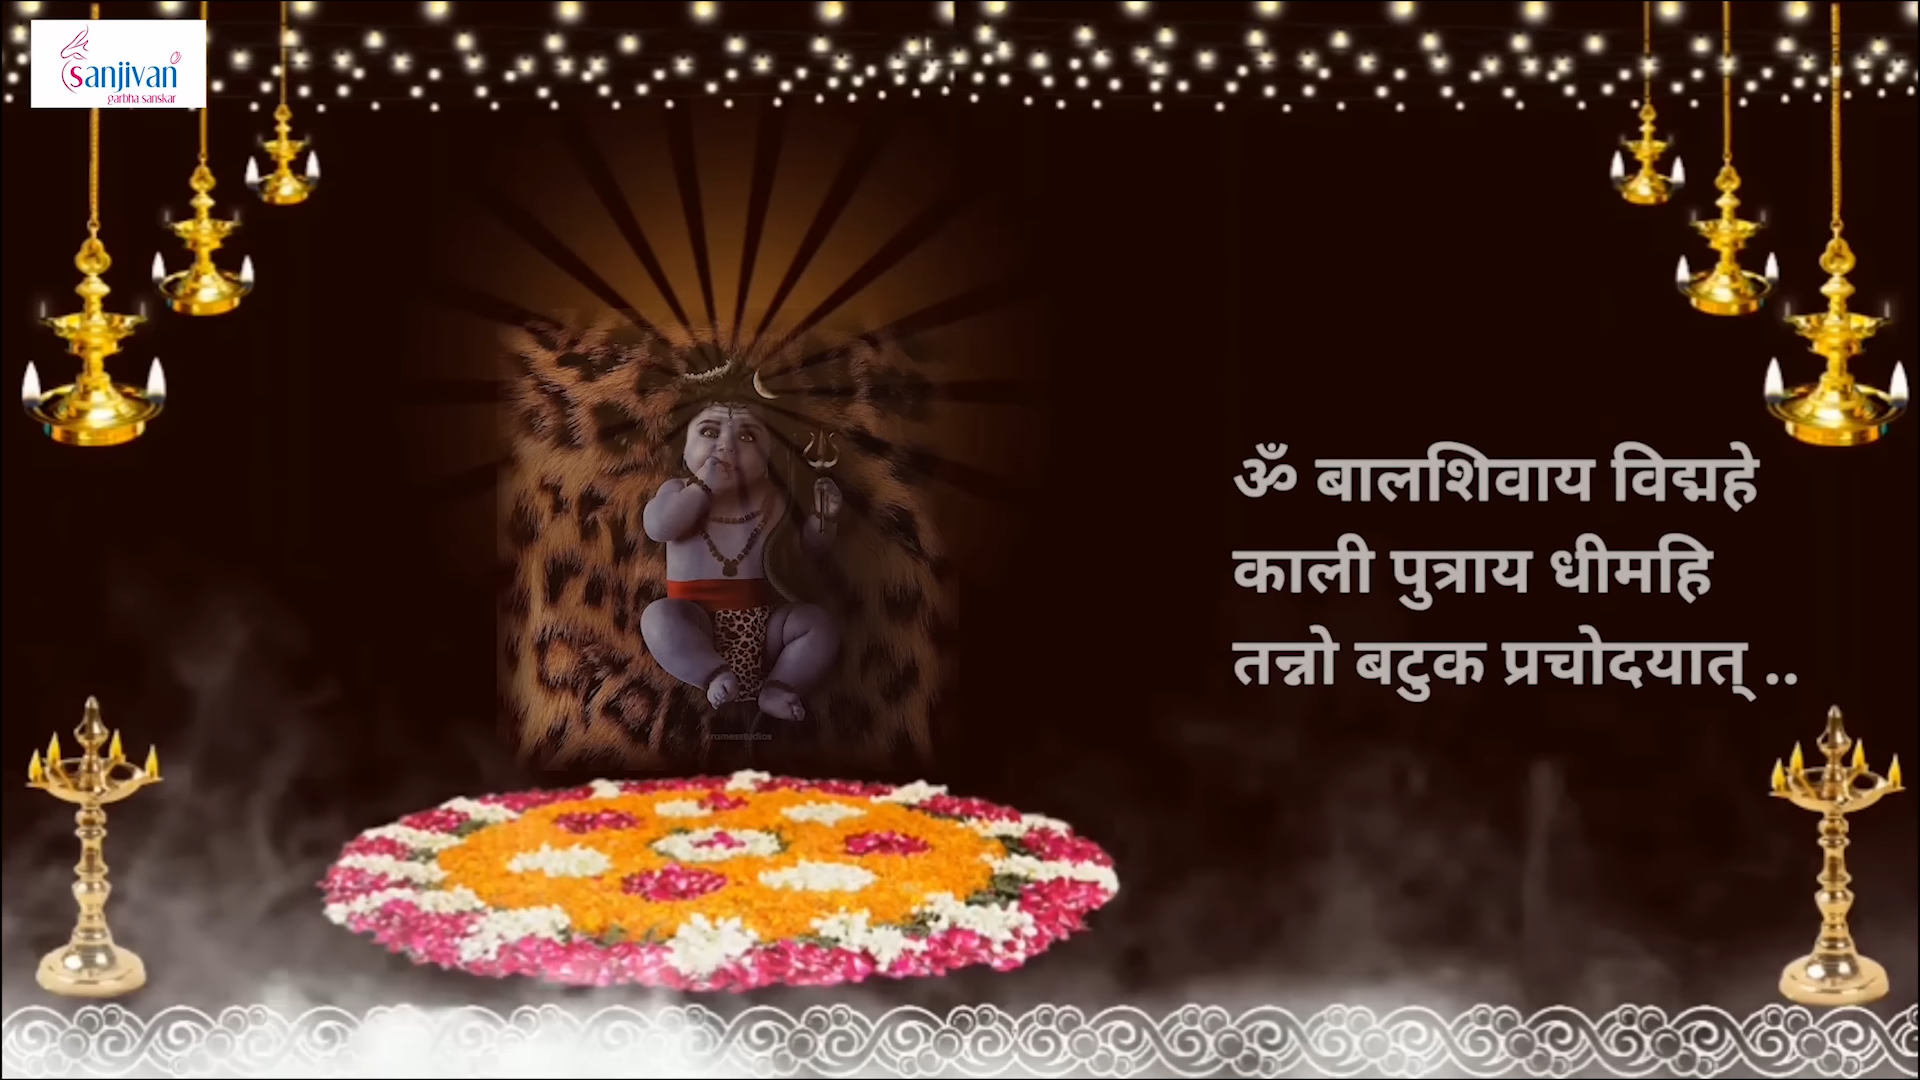 sanjivan
garbha sanskar
ॐ बालशिवाय विद्महे
काली पुत्राय धीमहि
तन्नो बटुक प्रचोदयात् ..